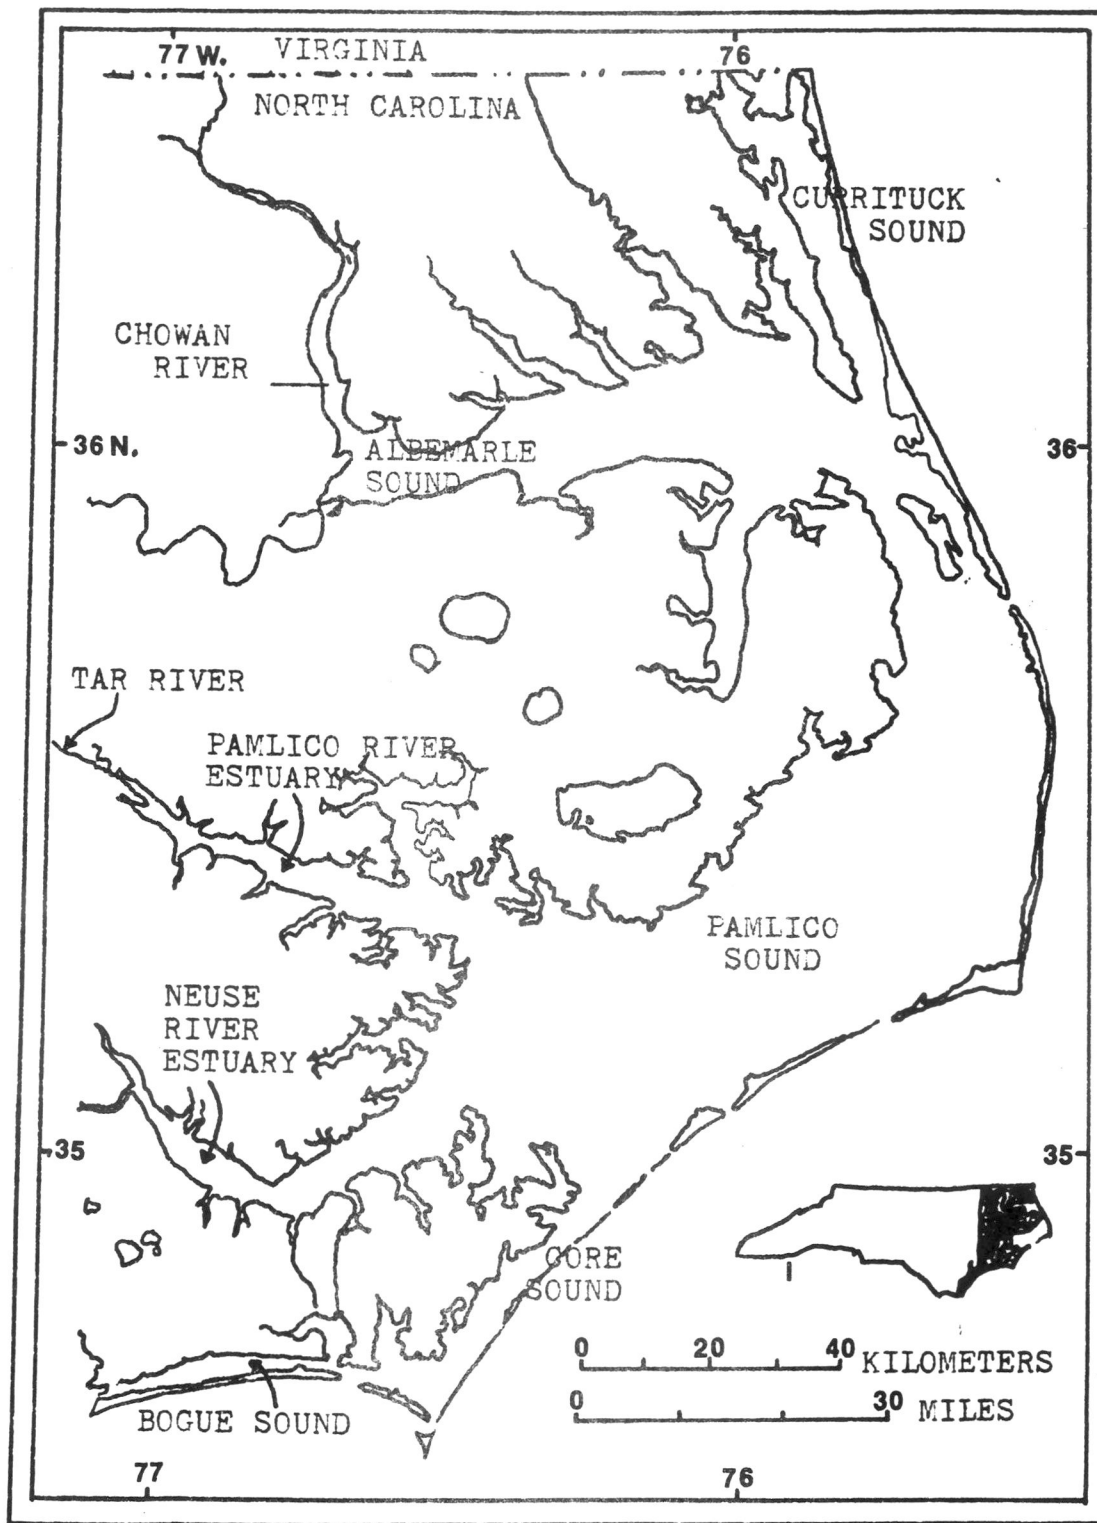 77 W.
VIRGINIA
76
NORTH CAROLINA
CURRITUCK
SOUND
CHOWAN
RIVER
36 N.
36
ALBEMARLE
SOUND
TAR RIVER
PAMLICO RIVER
ESTUARY
PAMLICO
SOUND
NEUSE
RIVER
ESTUARY
35
35
CORE
SOUND
0 20 40 KILOMETERS
0 30 MILES
BOGUE SOUND
77
76